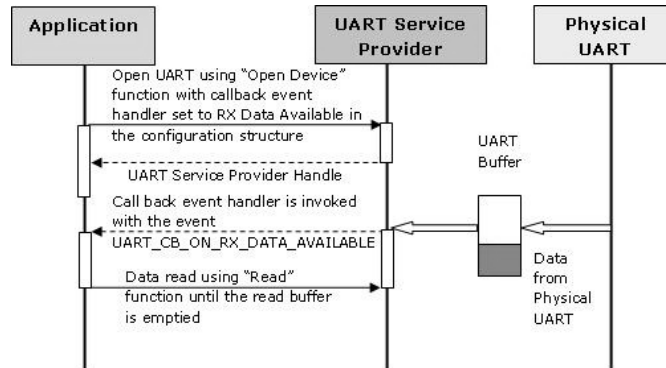 Application
UART Service
Provider
Physical
UART
Open UART using “Open Device”
function with callback event
handler set to RX Data Available in
the configuration structure
UART Service Provider Handle
UART
Buffer
Call back event handler is invoked
with the event
UART_CB_ON_RX_DATA_AVAILABLE
Data
from
Physical
UART
Data read using “Read”
function until the read buffer
is emptied